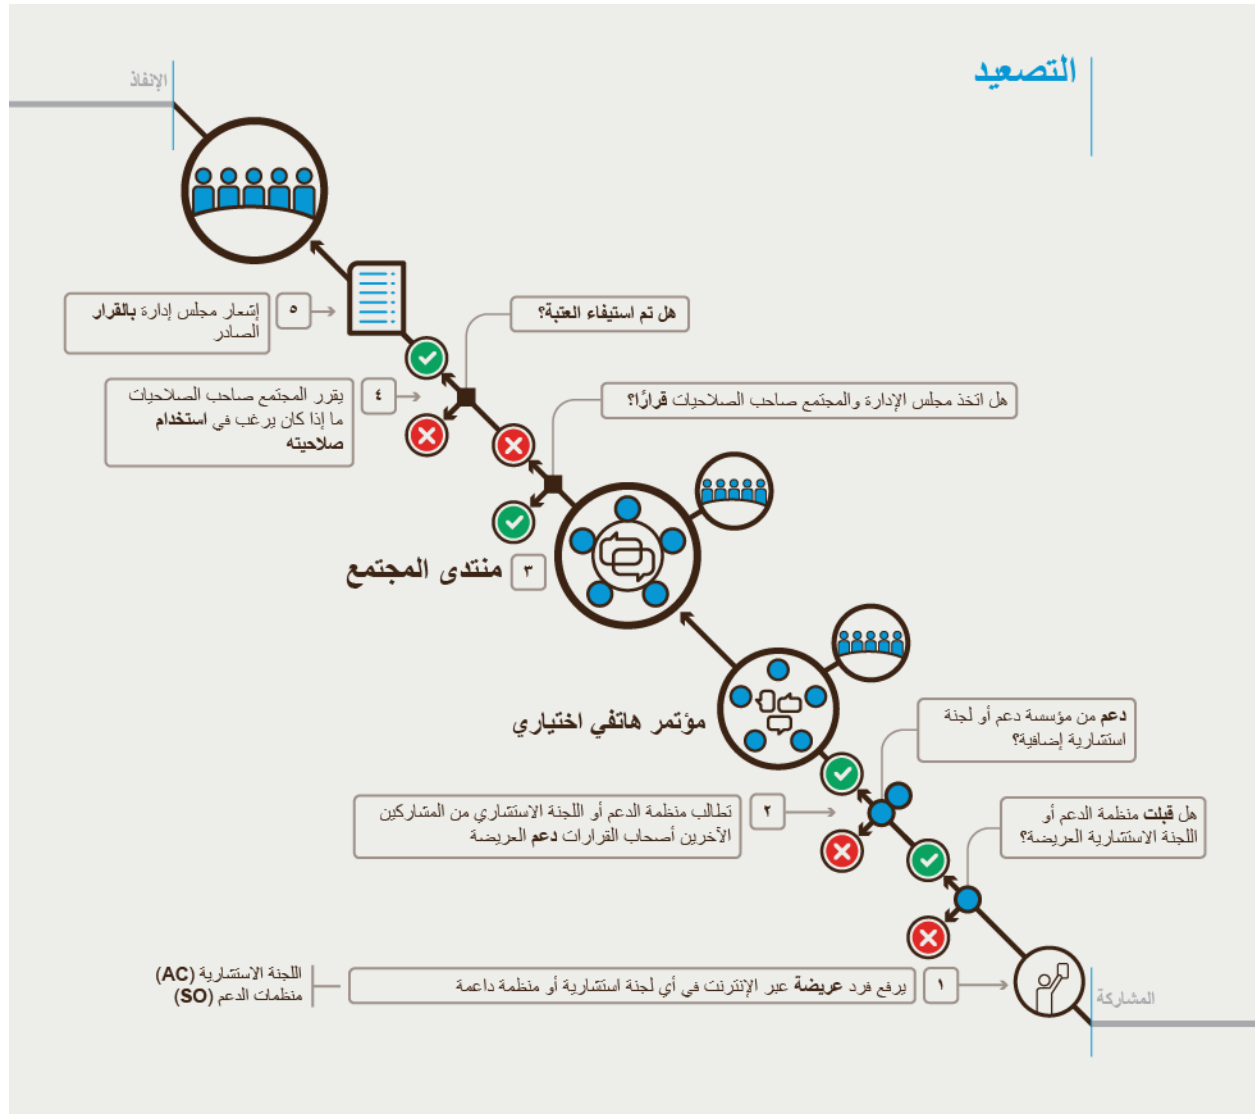 التصعيد
الإنفاذ
إشعار مجلس إدارة بالقرار
الصادر
٥
هل تم استيفاء العتبة؟
يقرر المجتمع صاحب الصلاحيات
ما إذا كان يرغب في استخدام
صلاحيته
٤
هل اتخذ مجلس الإدارة والمجتمع صاحب الصلاحيات قرارًا؟
٣
منتدى المجتمع
مؤتمر هاتفي اختياري
دعم من مؤسسة دعم أو لجنة
استشارية إضافية؟
٢
تطالب منظمة الدعم أو اللجنة الاستشاري من المشاركين
الآخرين أصحاب القرارات دعم العريضة
هل قبلت منظمة الدعم أو
اللجنة الاستشارية العريضة؟
١
يرفع فرد عريضة عبر الإنترنت في أي لجنة استشارية أو منظمة داعمة
اللجنة الاستشارية (AC)
منظمات الدعم (SO)
المشاركة